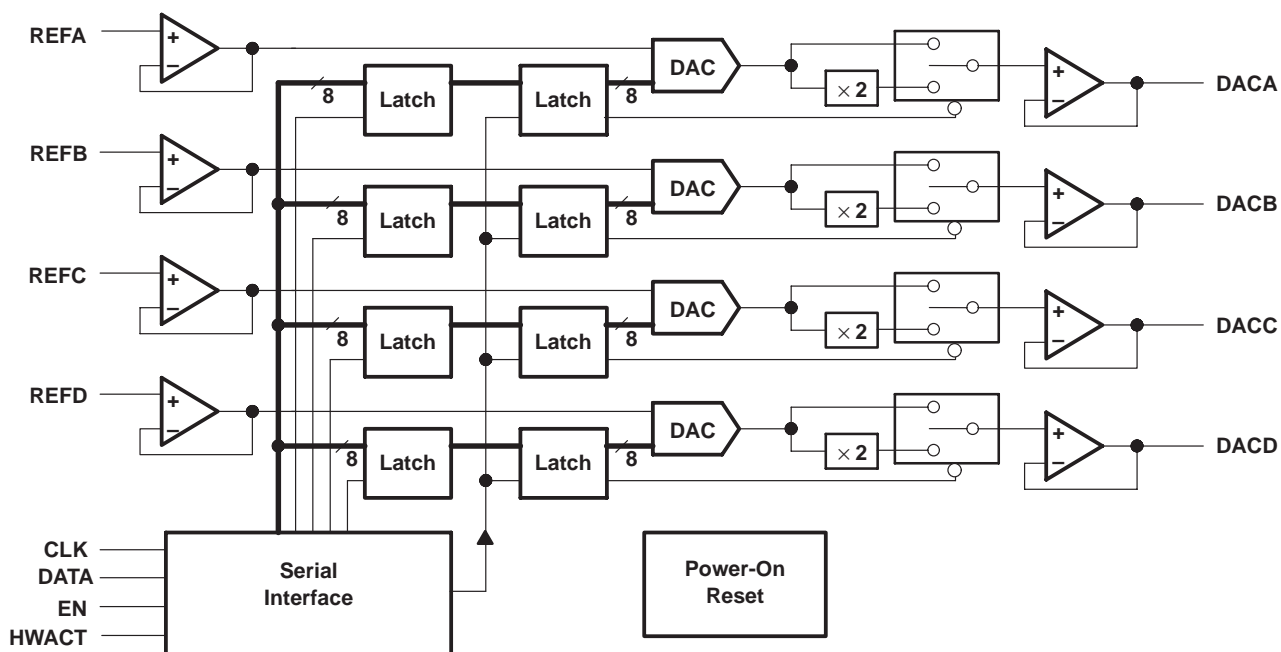 REFA
+
−
8
Latch
Latch
8
DAC
× 2
+
−
DACA
REFB
+
−
8
Latch
Latch
8
DAC
× 2
+
−
DACB
REFC
+
−
8
Latch
Latch
8
DAC
× 2
+
−
DACC
REFD
+
−
8
Latch
Latch
8
DAC
× 2
+
−
DACD
CLK
DATA
EN
HWACT
Serial
Interface
Power-On
Reset